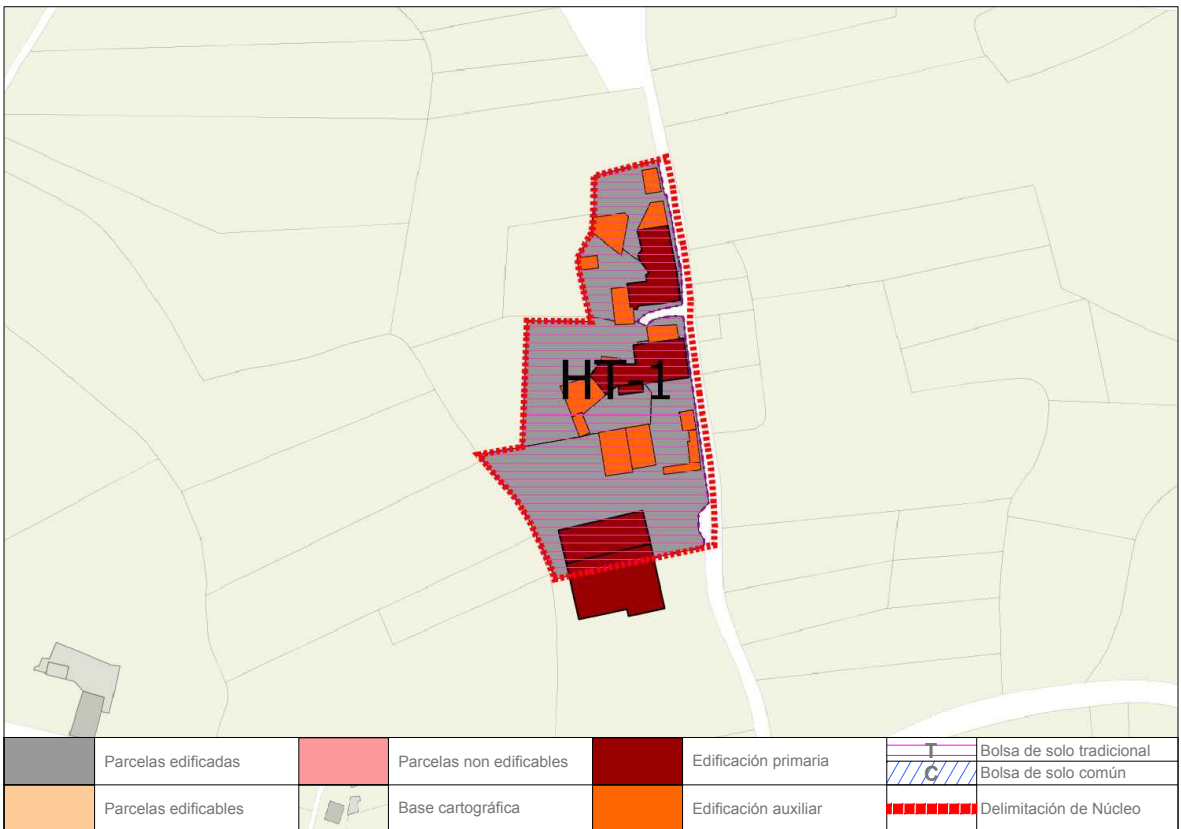 HT-1
Parcelas edificadas
Parcelas non edificables
Edificación primaria
T
Bolsa de solo tradicional
C
Bolsa de solo común
Parcelas edificables
Base cartográfica
Edificación auxiliar
Delimitación de Núcleo